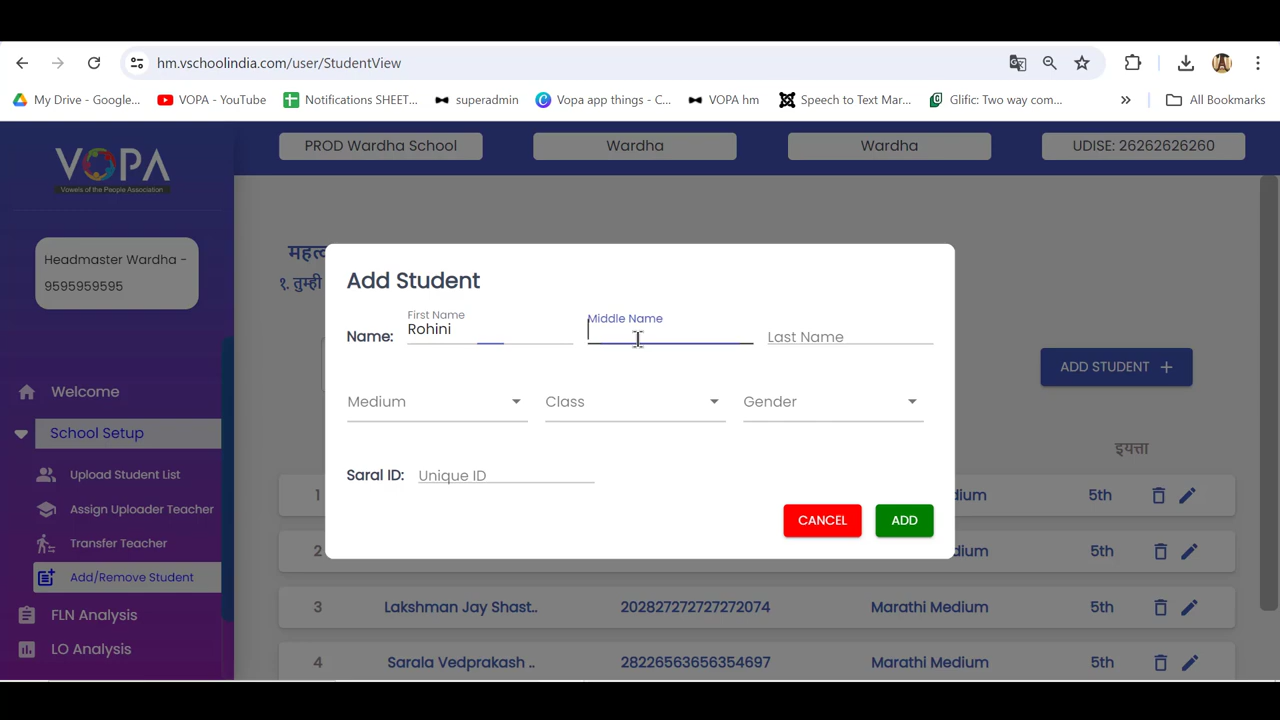 hm.vschoolindia.com/user/StudentView
My Drive - Google...
VOPA - YouTube
Notifications SHEET...
superadmin
Vopa app things - C...
VOPA hm
Speech to Text Mar...
Glific: Two way com...
All Bookmarks
VOPA
Vowels of the People Association
PROD Wardha School
Wardha
Wardha
UDISE: 26262626260
Headmaster Wardha -
9595959595
१. तुम्ही
Add Student
First Name
Name: Rohini
Middle Name
Last Name
ADD STUDENT +
Welcome
Medium
Class
Gender
School Setup
इयत्ता
Upload Student List
Saral ID: Unique ID
1
dium
5th
Assign Uploader Teacher
CANCEL
ADD
Transfer Teacher
2
dium
5th
Add/Remove Student
FLN Analysis
3
Lakshman Jay Shast..
202827272727272074
Marathi Medium
5th
LO Analysis
4
Sarala Vedprakash ..
28226563656354697
Marathi Medium
5th